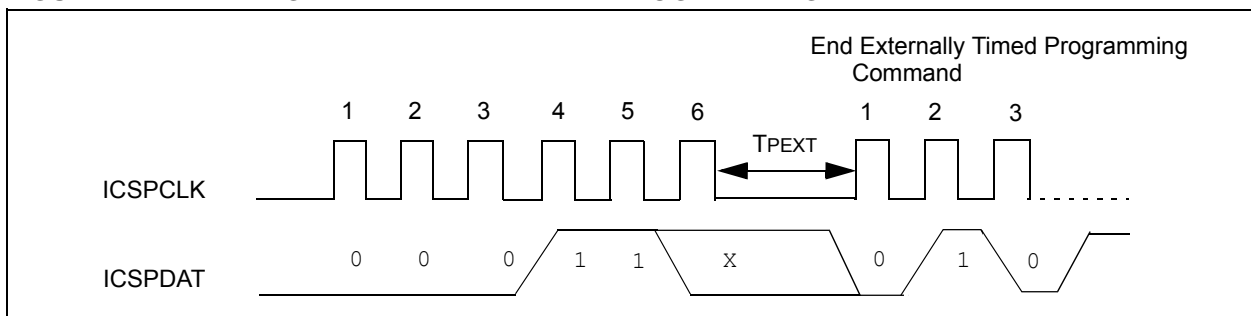 End Externally Timed Programming
Command
1 2 3 4 5 6 1 2 3
TPEXT
ICSPCLK
0 0 0 1 1 X 0 1 0
ICSPDAT